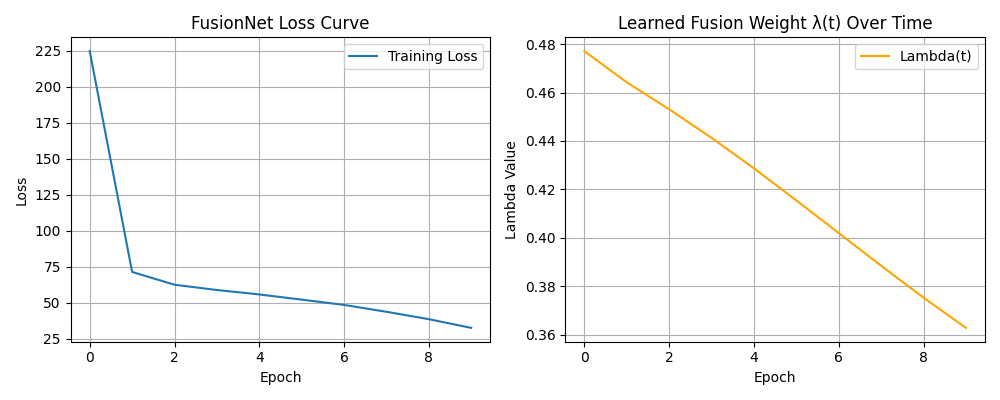 FusionNet Loss Curve
Training Loss
Loss
225
200
175
150
125
100
75
50
25
0 2 4 6 8
Epoch
Learned Fusion Weight λ(t) Over Time
Lambda(t)
Lambda Value
0.48
0.46
0.44
0.42
0.40
0.38
0.36
0 2 4 6 8
Epoch